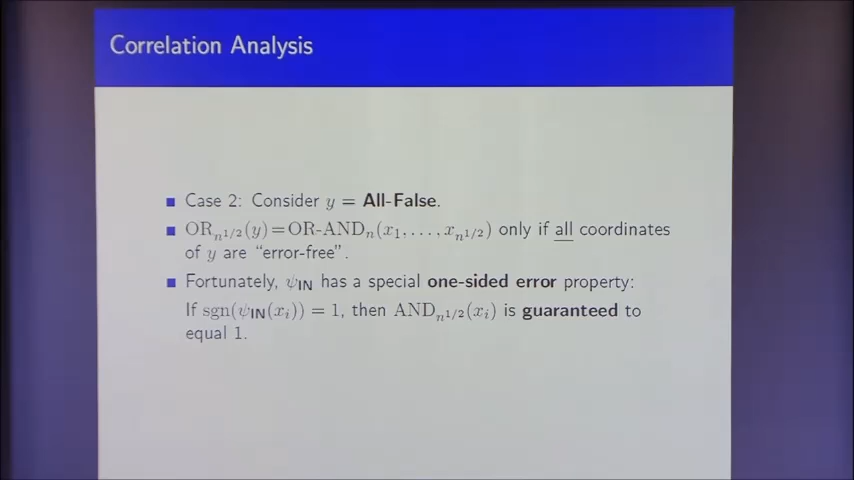 Correlation Analysis
■ Case 2: Consider y = All-False.
■ OR_{n^{1/2}}(y)=OR-AND_n(x_1, . . . , x_{n^{1/2}}) only if all coordinates
of y are “error-free”.
■ Fortunately, ψ_IN has a special one-sided error property:
If sgn(ψ_IN(x_i)) = 1, then AND_{n^{1/2}}(x_i) is guaranteed to
equal 1.